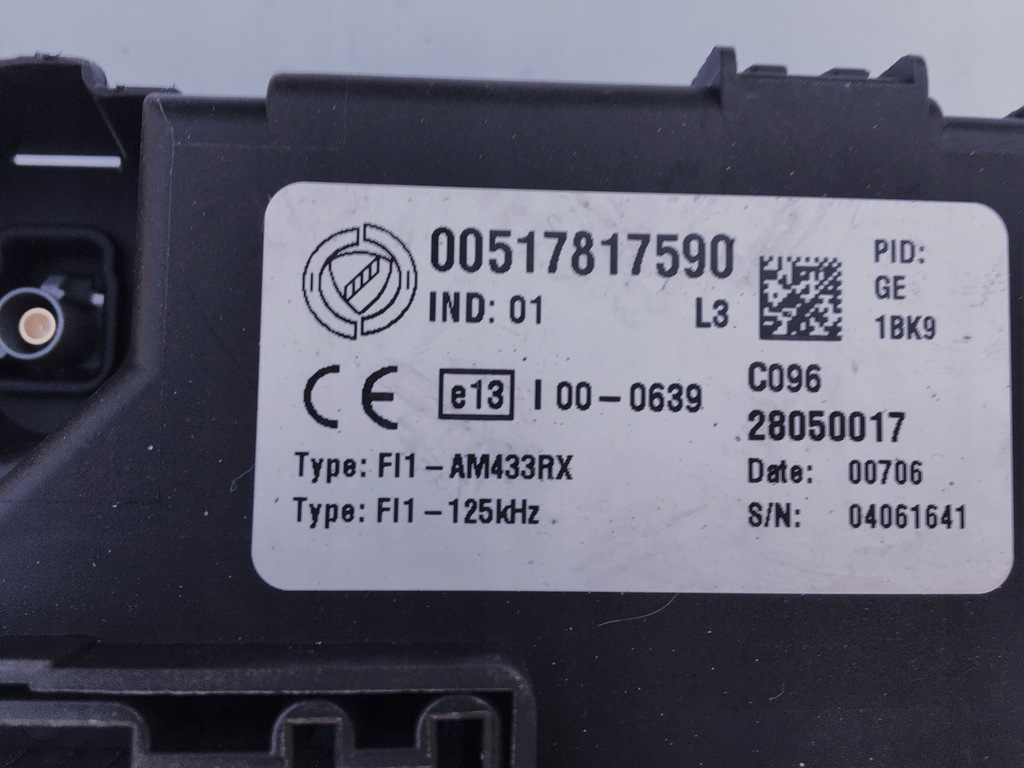 00517817590
IND: 01 L3
PID:
GE
1BK9
CE e13 I 00-0639
C096
28050017
Type: FI1-AM433RX
Date: 00706
Type: FI1-125kHz
S/N: 04061641